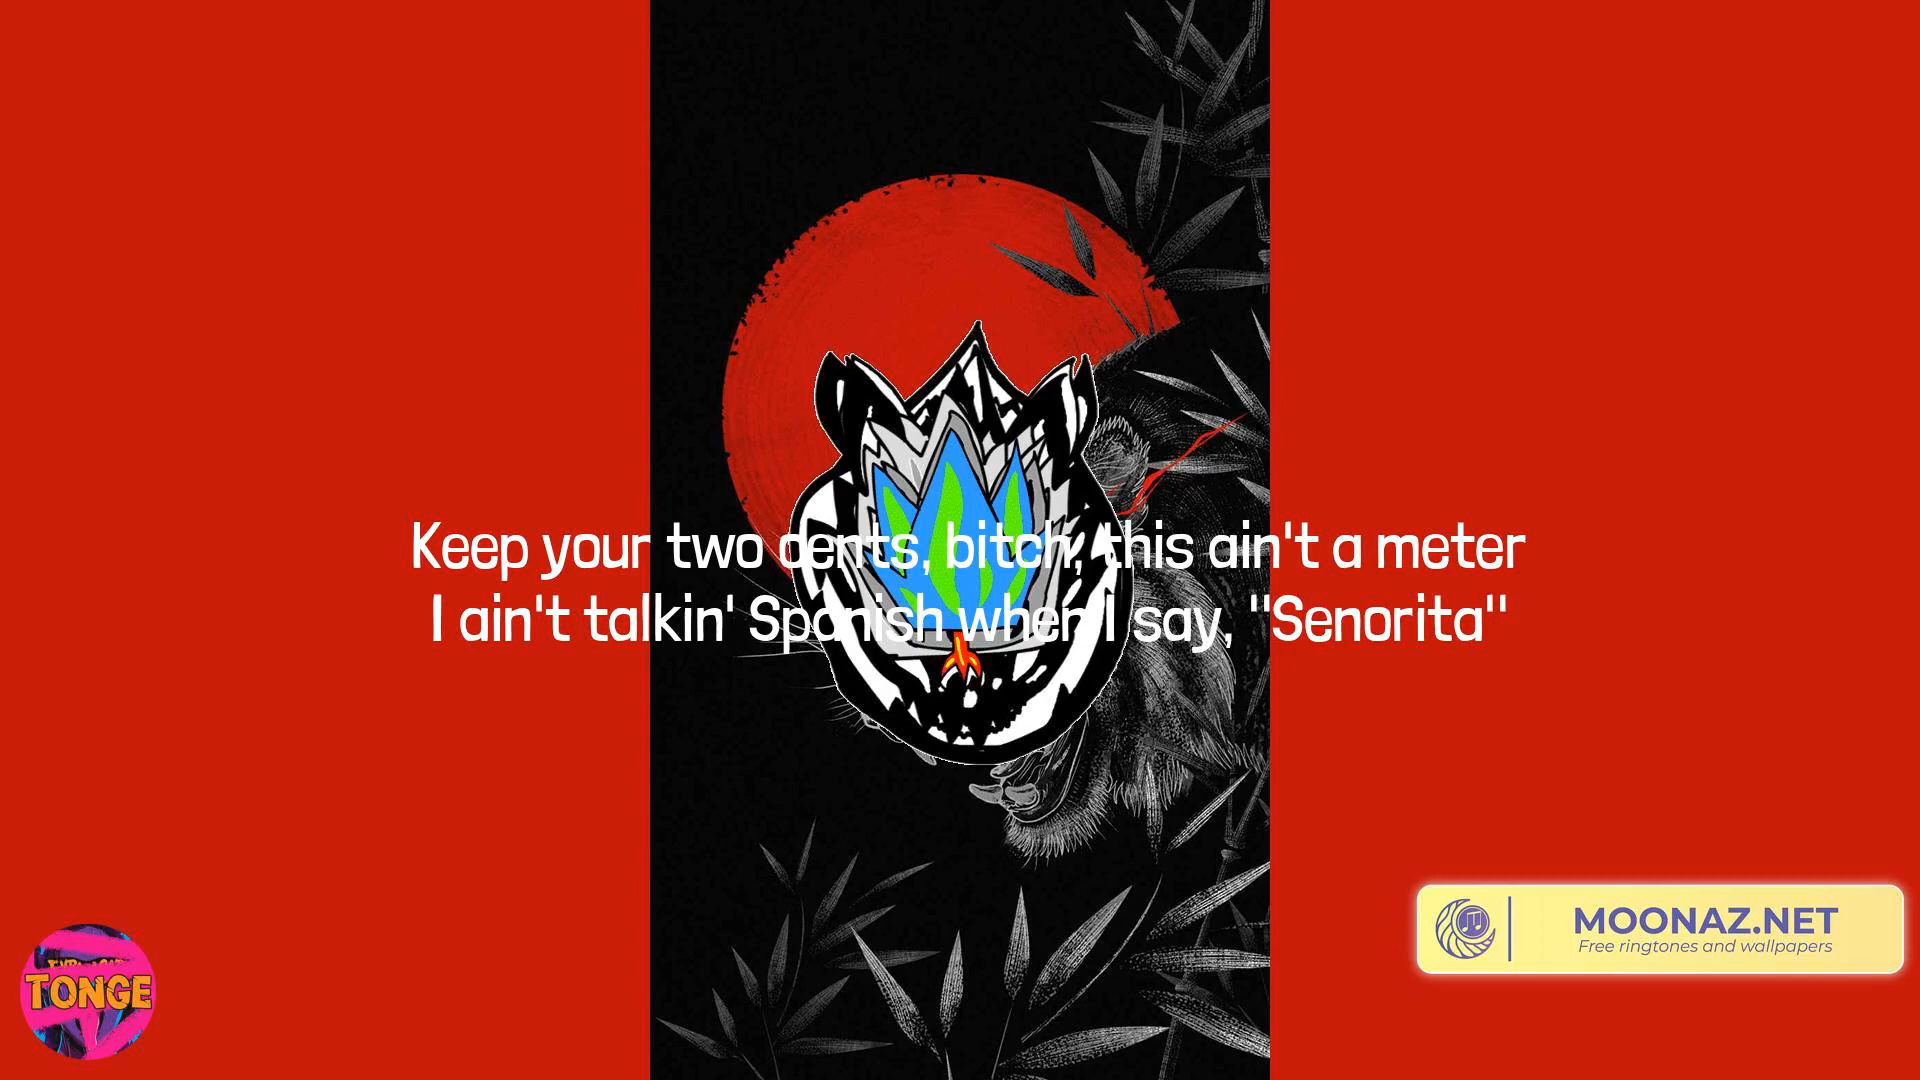 Keep your two cents, bitch, this ain't a meter
I ain't talkin' Spanish when I say, "Senorita"
MOONAZ.NET
Free ringtones and wallpapers
TONGE